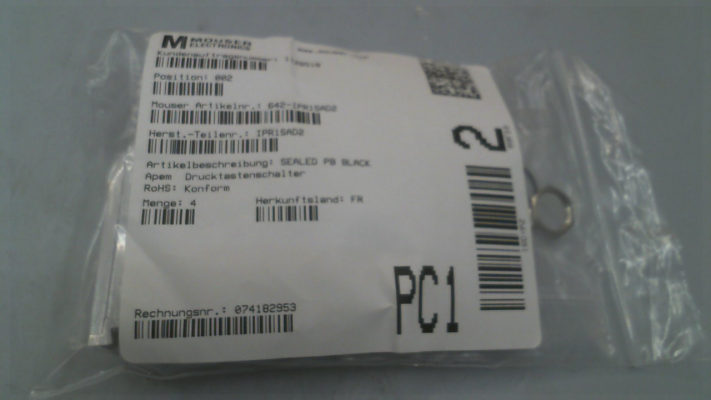 MOUSER
ELECTRONICS
Kundenauftragsnummer:
Position: 002
Mouser Artikelnr.: 642-IPR1SAD2
Herst.-Teilenr.: IPR1SAD2
Artikelbeschreibung: SEALED PB BLACK
Apem Drucktastenschalter
RoHS: Konform
Menge: 4 Herkunftsland: FR
Rechnungsnr.: 074182953
PC1
2